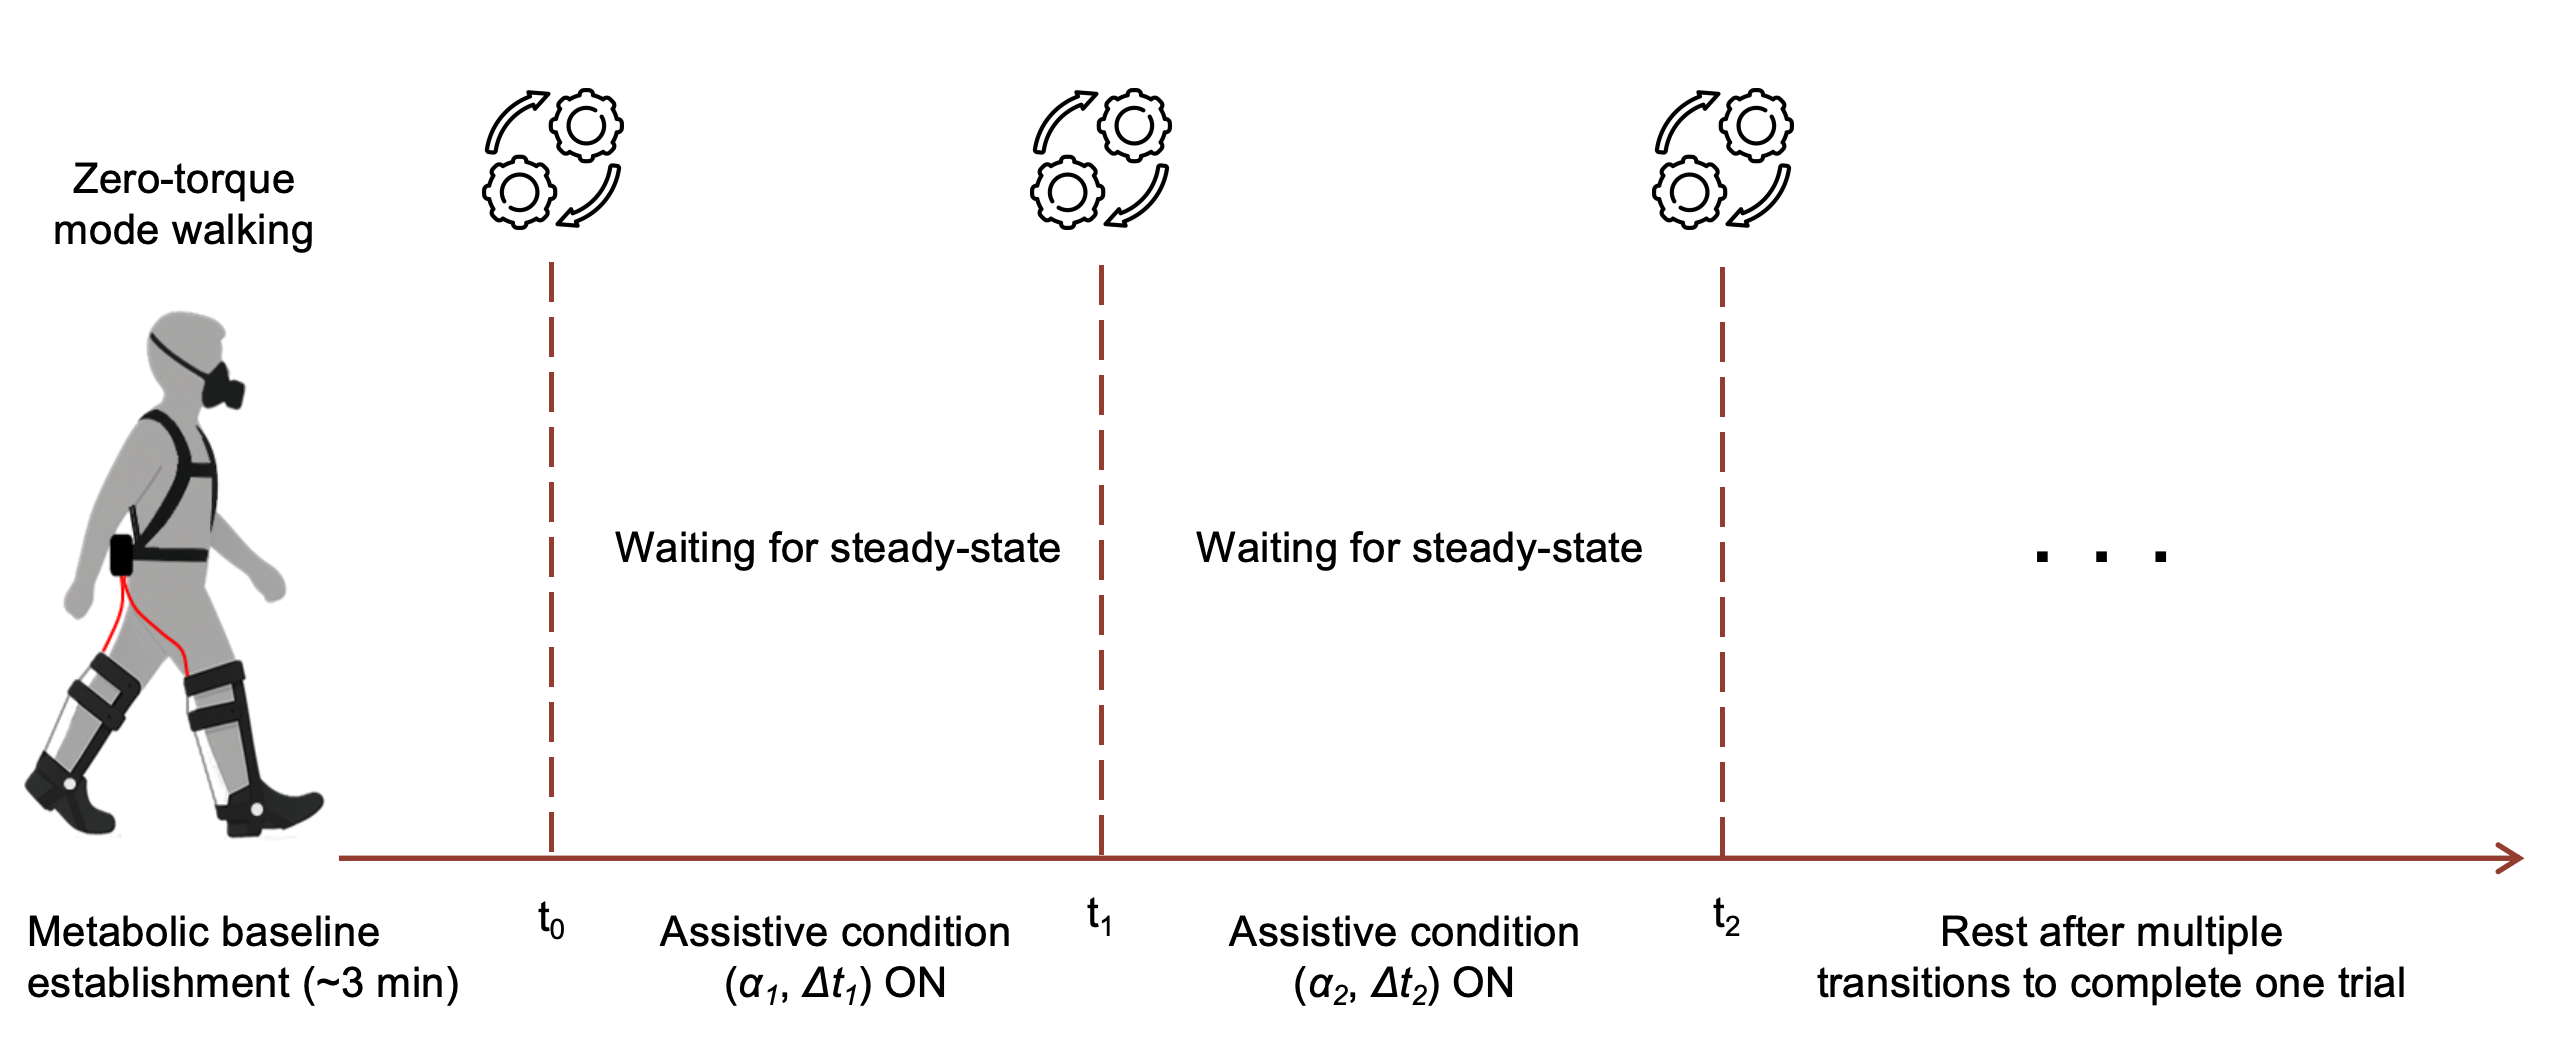 Zero-torque
mode walking
Waiting for steady-state
Waiting for steady-state
. . .
Metabolic baseline
establishment (~3 min)
t₀
Assistive condition
(α₁, Δt₁) ON
t₁
Assistive condition
(α₂, Δt₂) ON
t₂
Rest after multiple
transitions to complete one trial